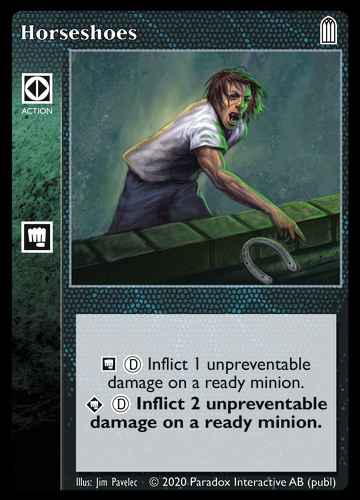 Horseshoes
ACTION
D Inflict 1 unpreventable
damage on a ready minion.
D Inflict 2 unpreventable
damage on a ready minion.
Illus: Jim Pavelec - © 2020 Paradox Interactive AB (publ)